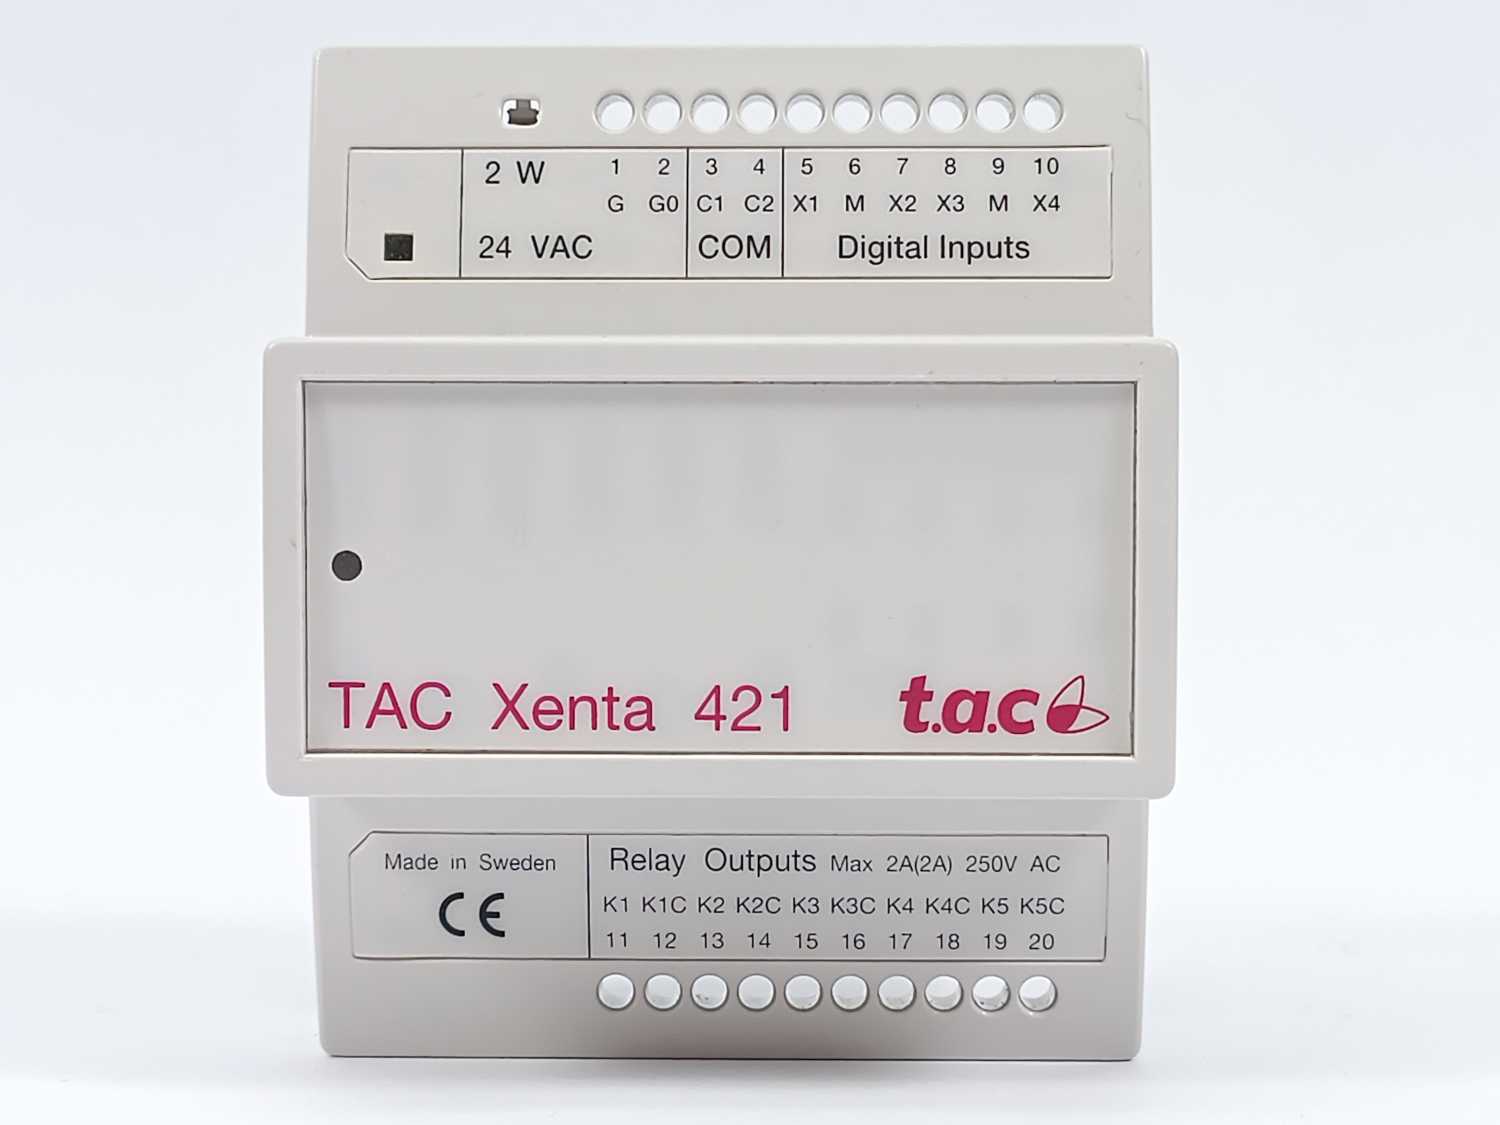 2 W 1 2 3 4 5 6 7 8 9 10
G G0 C1 C2 X1 M X2 X3 M X4
24 VAC COM Digital Inputs
TAC Xenta 421 t.a.c
Made in Sweden Relay Outputs Max 2A(2A) 250V AC
CE K1 K1C K2 K2C K3 K3C K4 K4C K5 K5C
11 12 13 14 15 16 17 18 19 20